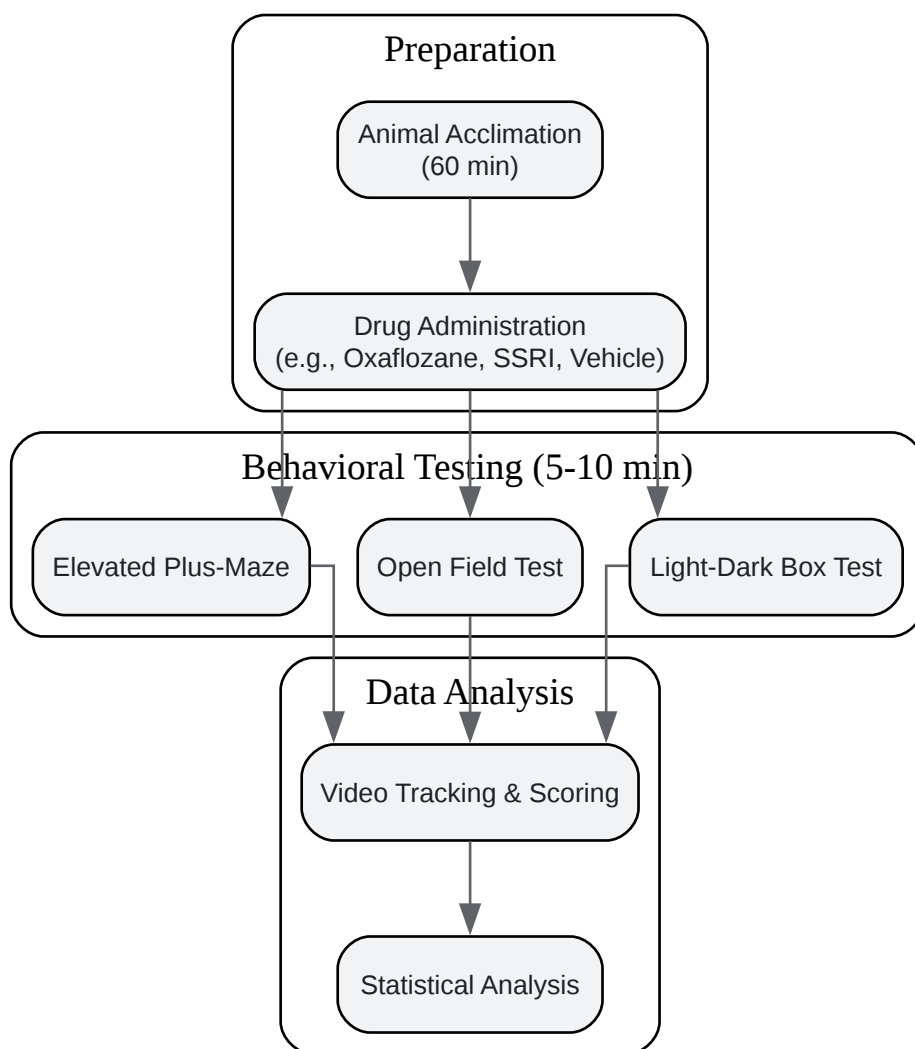 Preparation
Animal Acclimation
(60 min)
Drug Administration
(e.g., Oxaflozane, SSRI, Vehicle)
Behavioral Testing (5-10 min)
Elevated Plus-Maze
Open Field Test
Light-Dark Box Test
Data Analysis
Video Tracking & Scoring
Statistical Analysis